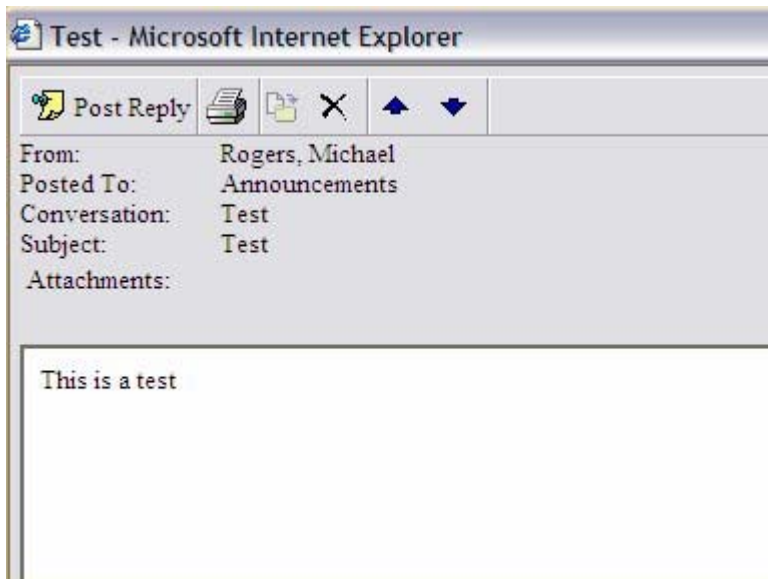 Test - Microsoft Internet Explorer
Post Reply
From: Rogers, Michael
Posted To: Announcements
Conversation: Test
Subject: Test
Attachments:
This is a test